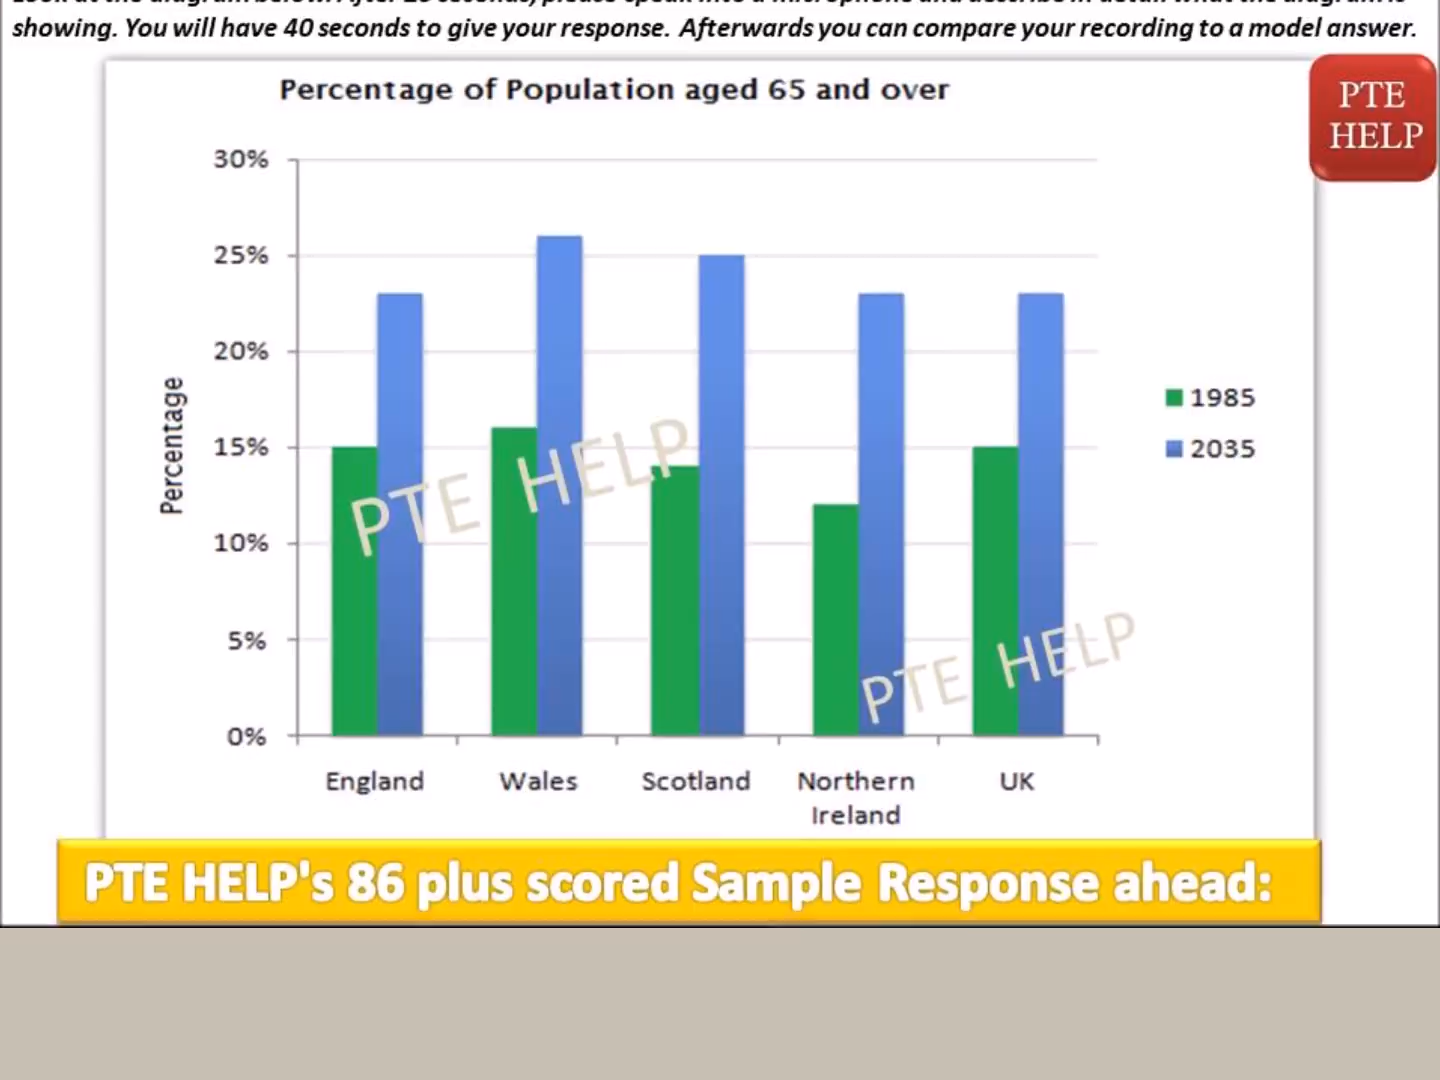 showing. You will have 40 seconds to give your response. Afterwards you can compare your recording to a model answer.
PTE
HELP
Percentage of Population aged 65 and over
30%
25%
20%
15%
10%
5%
0%
Percentage
1985
2035
PTE HELP
PTE HELP
England
Wales
Scotland
Northern
Ireland
UK
PTE HELP's 86 plus scored Sample Response ahead: